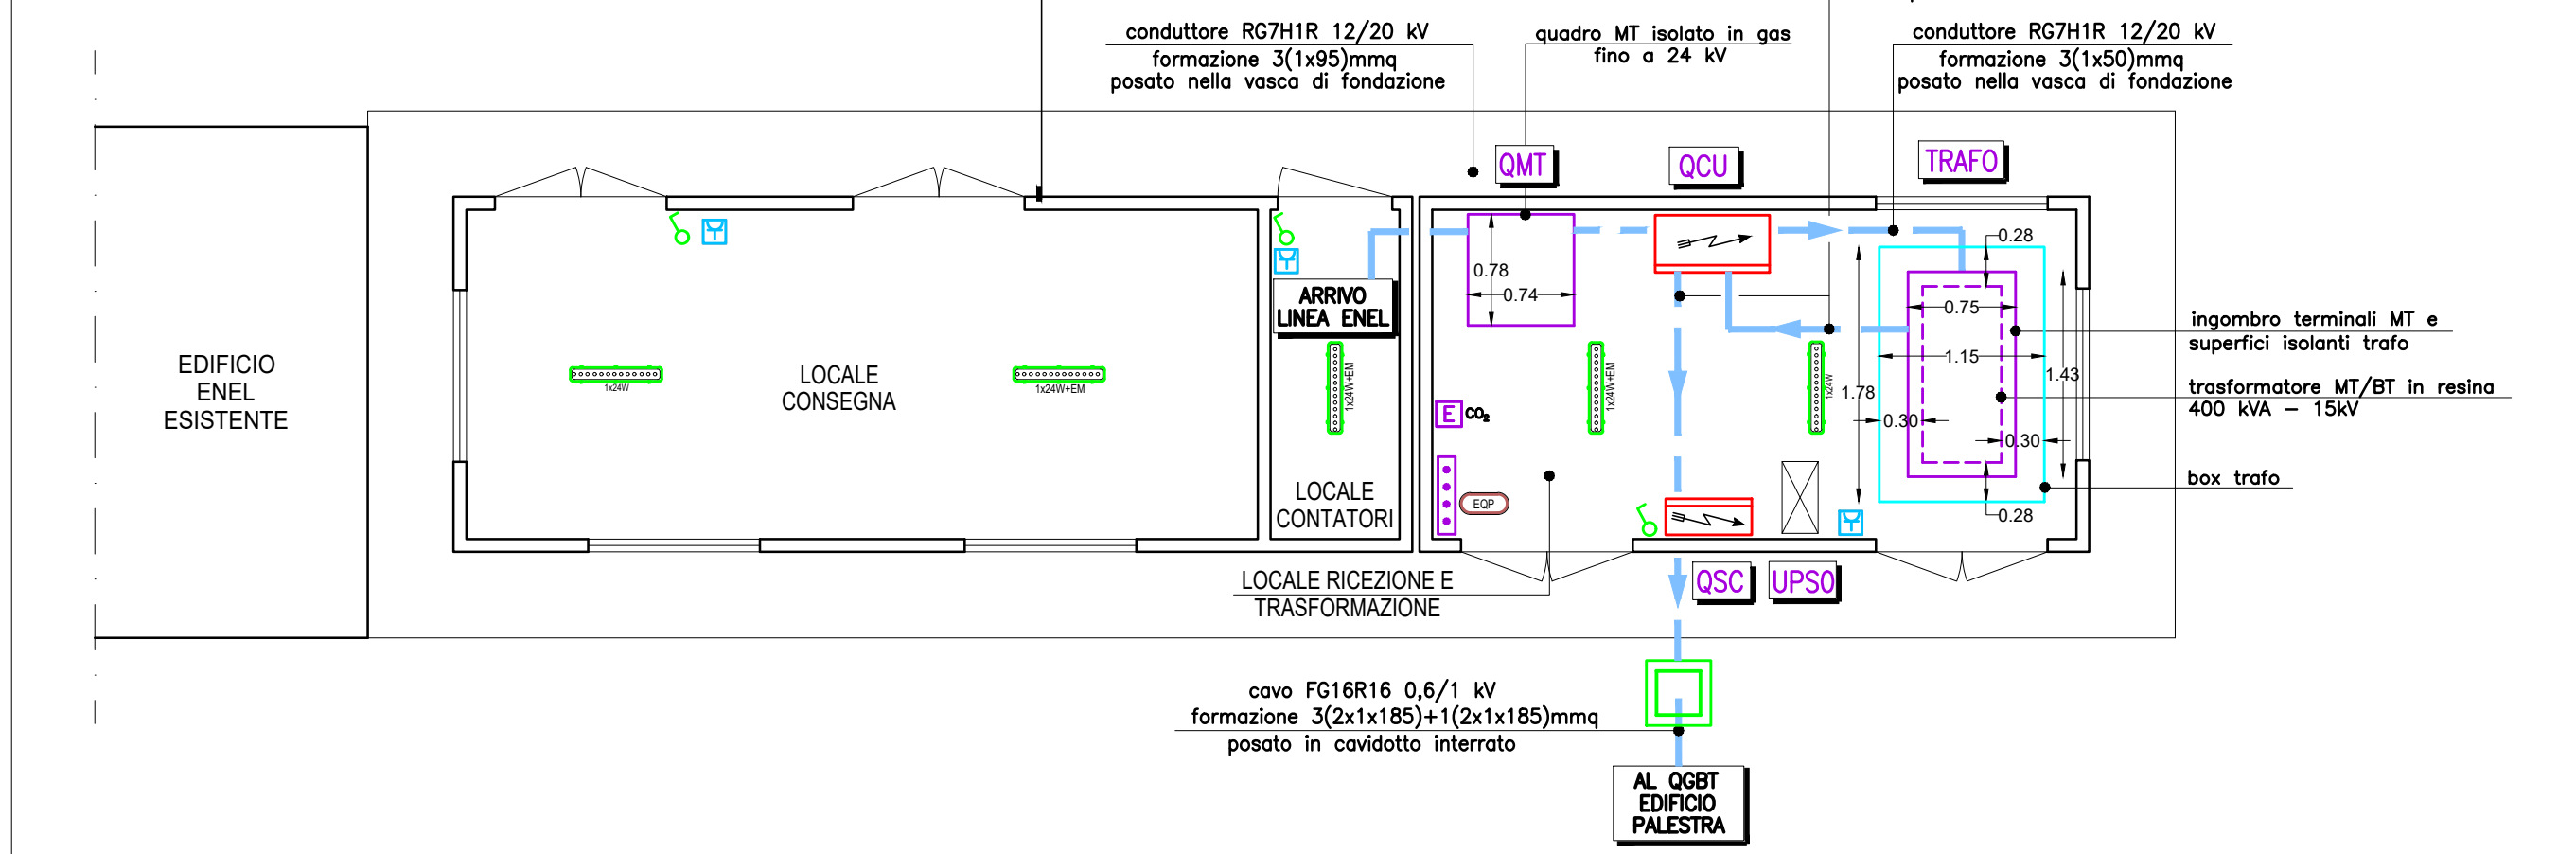 conduttore RG7H1R 12/20 kV
formazione 3(1x95)mmq
posato nella vasca di fondazione
quadro MT isolato in gas
fino a 24 kV
conduttore RG7H1R 12/20 kV
formazione 3(1x50)mmq
posato nella vasca di fondazione
QMT
QCU
TRAFO
EDIFICIO
ENEL
ESISTENTE
LOCALE
CONSEGNA
1x24W
1x24W+EM
ARRIVO
LINEA ENEL
1x24W+EM
LOCALE
CONTATORI
0.78
0.74
E CO2
EQP
1x24W+EM
1x24W
0.28
0.75
1.15
1.78
1.43
0.30
0.30
0.28
ingombro terminali MT e
superfici isolanti trafo
trasformatore MT/BT in resina
400 kVA – 15kV
box trafo
LOCALE RICEZIONE E
TRASFORMAZIONE
QSC
UPS0
cavo FG16R16 0,6/1 kV
formazione 3(2x1x185)+1(2x1x185)mmq
posato in cavidotto interrato
AL QGBT
EDIFICIO
PALESTRA